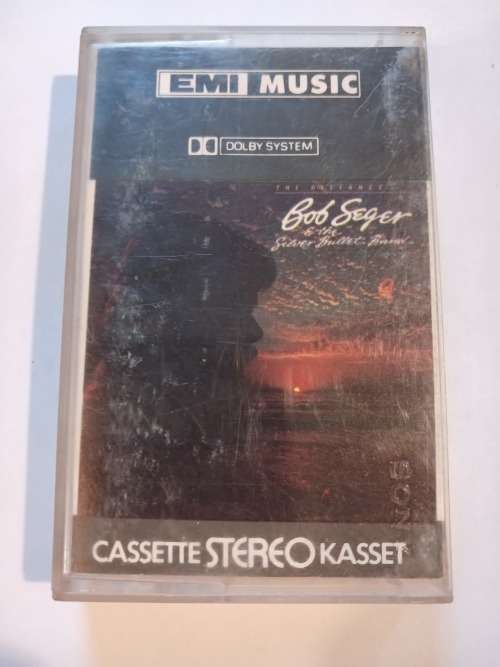 EMI MUSIC
DOLBY SYSTEM
THE DISTANCE
Bob Seger
& the
Silver Bullet Band
CASSETTE STEREO KASSET